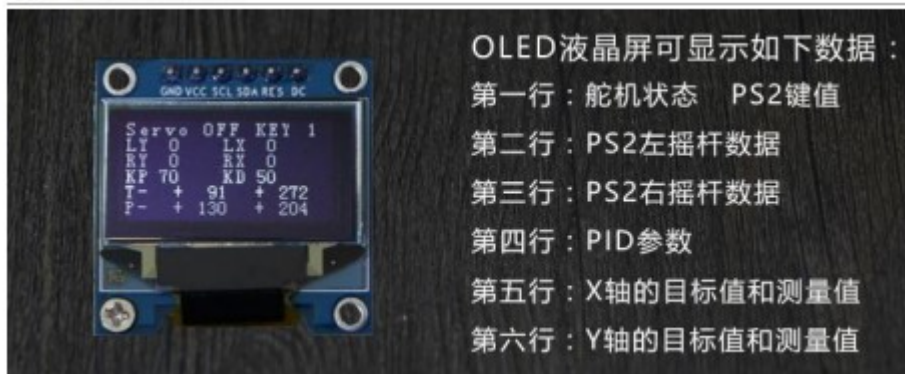 GND VCC SCL SDA RES DC
Servo OFF KEY 1
LY 0 LX 0
RY 0 RX 0
KP 70 KD 50
T- + 91 + 272
P- + 130 + 204
OLED液晶屏可显示如下数据：
第一行：舵机状态 PS2键值
第二行：PS2左摇杆数据
第三行：PS2右摇杆数据
第四行：PID参数
第五行：X轴的目标值和测量值
第六行：Y轴的目标值和测量值